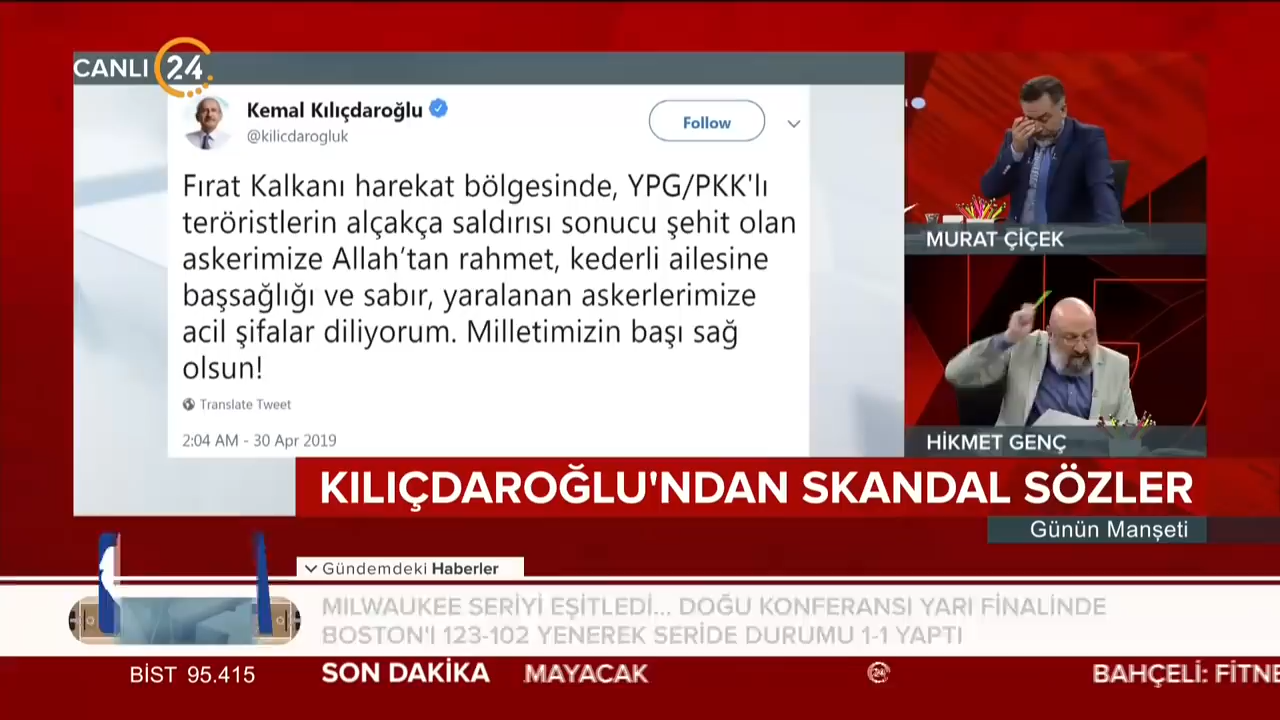 CANLI 24
Kemal Kılıçdaroğlu
@kilicdarogluk
Follow
Fırat Kalkanı harekat bölgesinde, YPG/PKK'lı
teröristlerin alçakça saldırısı sonucu şehit olan
askerimize Allah’tan rahmet, kederli ailesine
başsağlığı ve sabır, yaralanan askerlerimize
acil şifalar diliyorum. Milletimizin başı sağ
olsun!
Translate Tweet
2:04 AM - 30 Apr 2019
MURAT ÇİÇEK
HİKMET GENÇ
KILIÇDAROĞLU'NDAN SKANDAL SÖZLER
Günün Manşeti
Gündemdeki Haberler
MILWAUKEE SERİYİ EŞİTLEDİ... DOĞU KONFERANSI YARI FİNALİNDE
BOSTON'I 123-102 YENEREK SERİDE DURUMU 1-1 YAPTI
BİST 95.415
SON DAKİKA
MAYACAK
24
BAHÇELİ: FİTNE